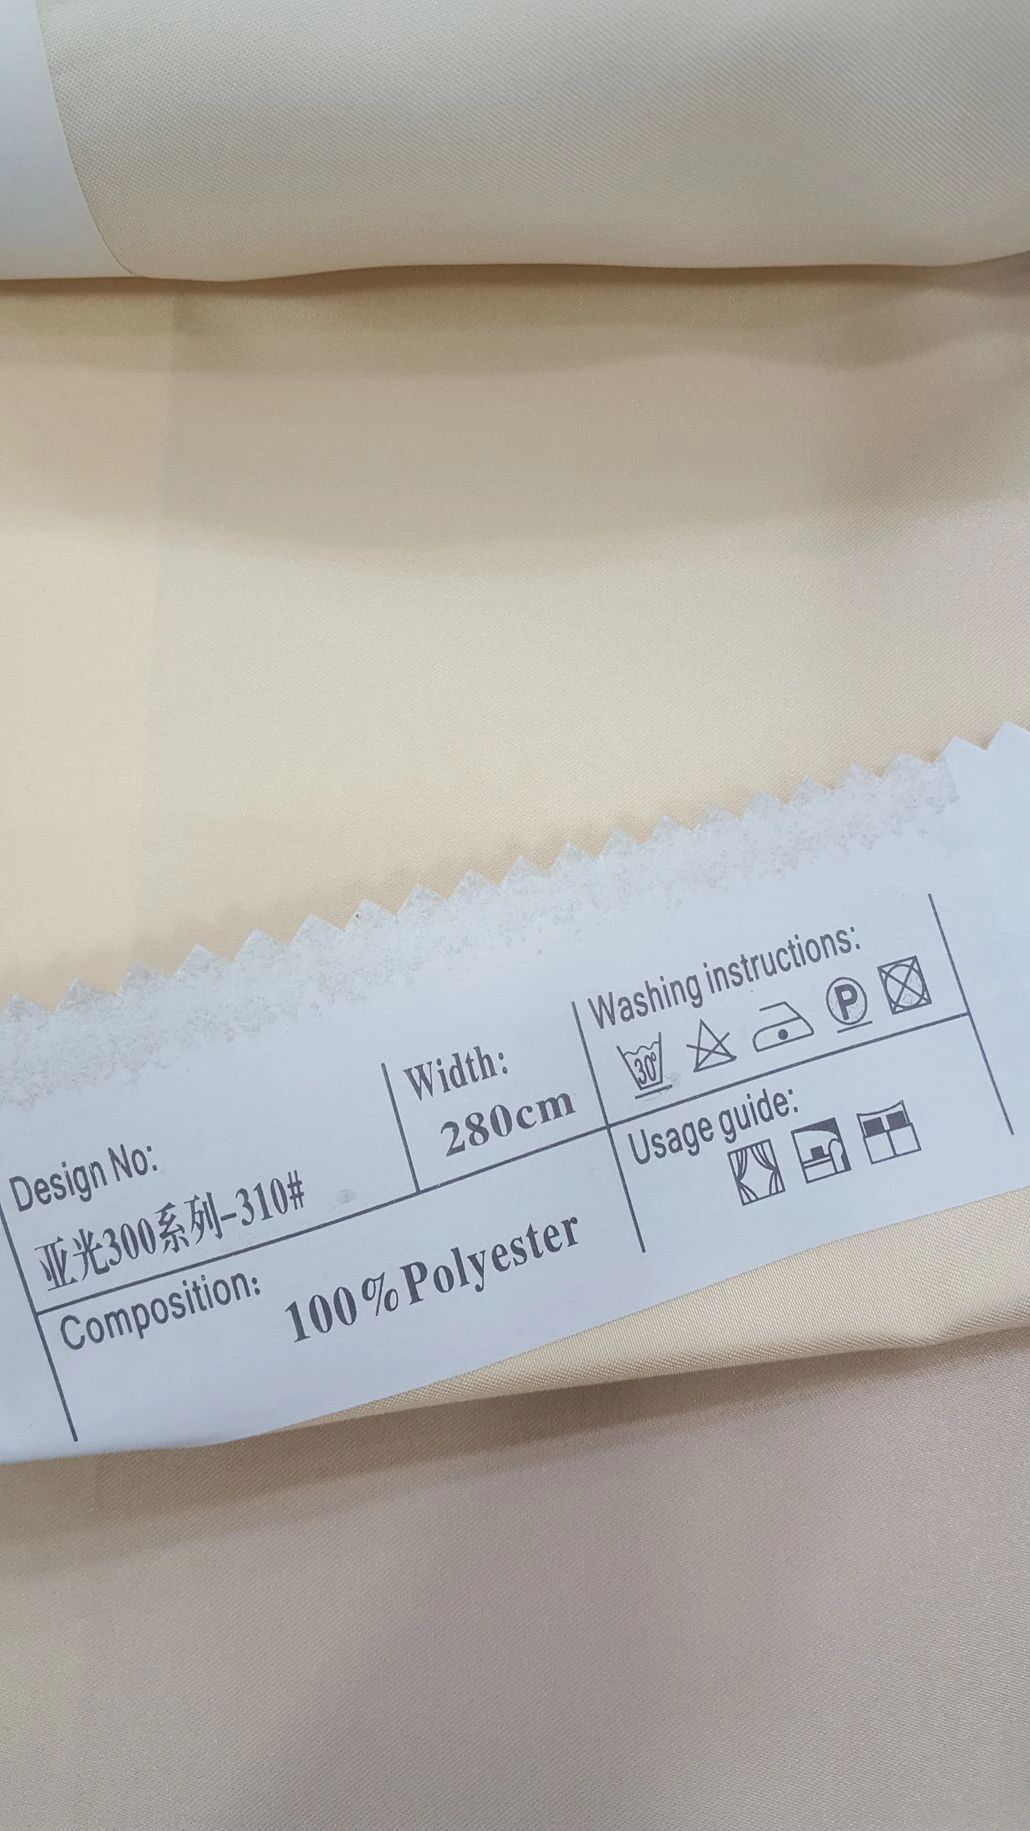 Design No:
亚光300系列-310#
Width:
280cm
Composition:
100%Polyester
Washing instructions:
30°
P
Usage guide: